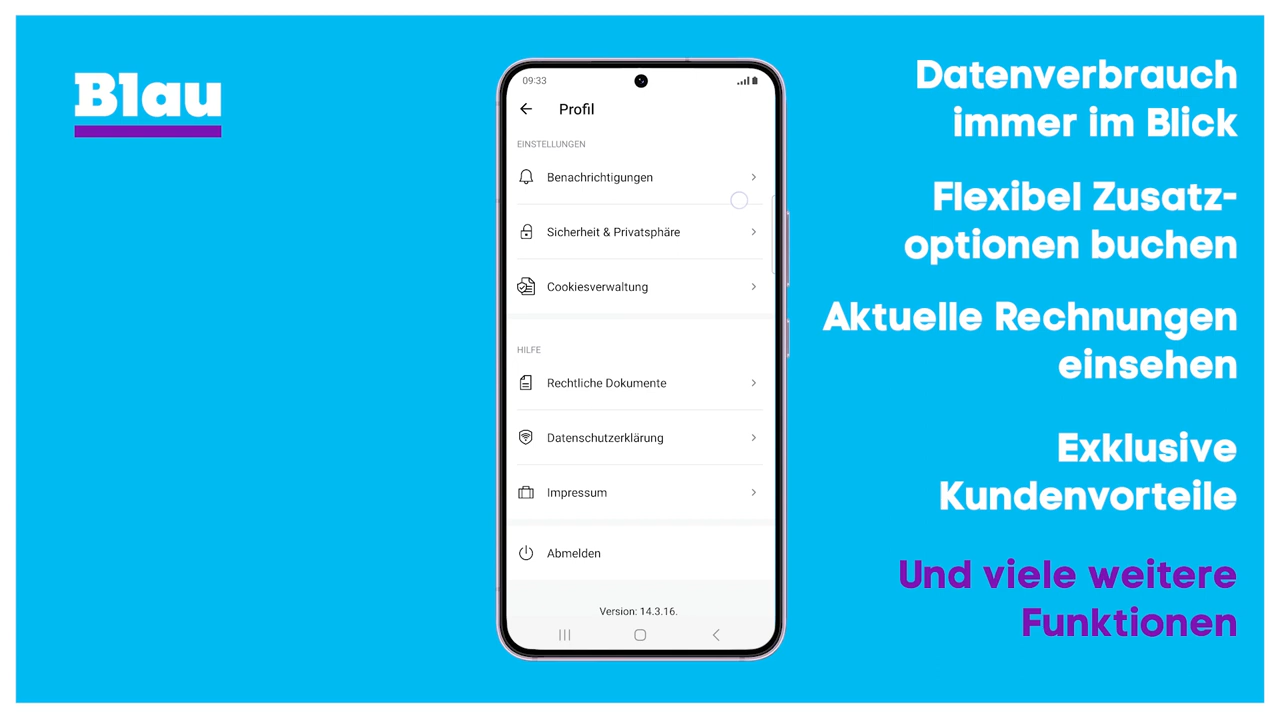 Blau
09:33
Profil
EINSTELLUNGEN
Benachrichtigungen
Sicherheit & Privatsphäre
Cookiesverwaltung
HILFE
Rechtliche Dokumente
Datenschutzerklärung
Impressum
Abmelden
Version: 14.3.16.
Datenverbrauch
immer im Blick
Flexibel Zusatz-
optionen buchen
Aktuelle Rechnungen
einsehen
Exklusive
Kundenvorteile
Und viele weitere
Funktionen